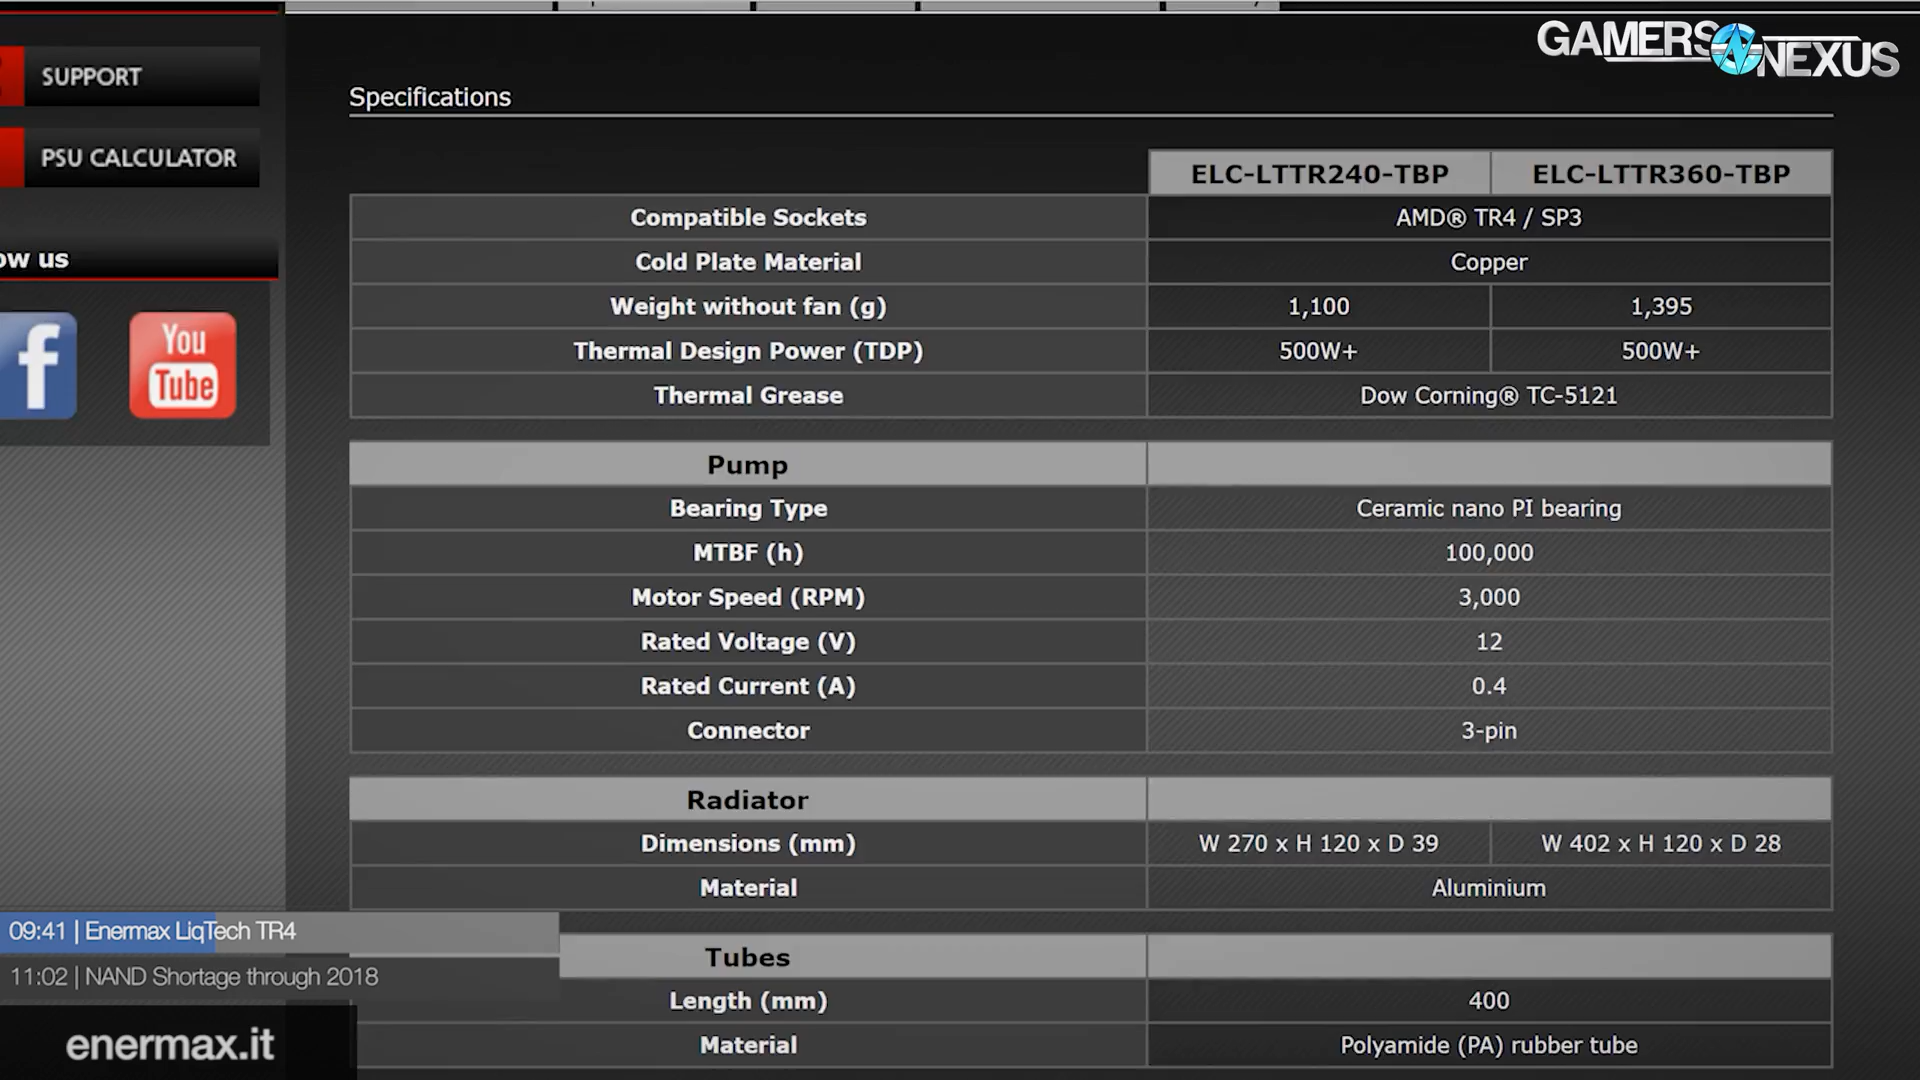 GAMERS NEXUS
SUPPORT
PSU CALCULATOR
ow us
f
You
Tube
Specifications
ELC-LTTR240-TBP ELC-LTTR360-TBP
Compatible Sockets AMD® TR4 / SP3
Cold Plate Material Copper
Weight without fan (g) 1,100 1,395
Thermal Design Power (TDP) 500W+ 500W+
Thermal Grease Dow Corning® TC-5121
Pump
Bearing Type Ceramic nano PI bearing
MTBF (h) 100,000
Motor Speed (RPM) 3,000
Rated Voltage (V) 12
Rated Current (A) 0.4
Connector 3-pin
Radiator
Dimensions (mm) W 270 x H 120 x D 39 W 402 x H 120 x D 28
Material Aluminium
Tubes
Length (mm) 400
Material Polyamide (PA) rubber tube
09:41 | Enermax LiqTech TR4
11:02 | NAND Shortage through 2018
enermax.it